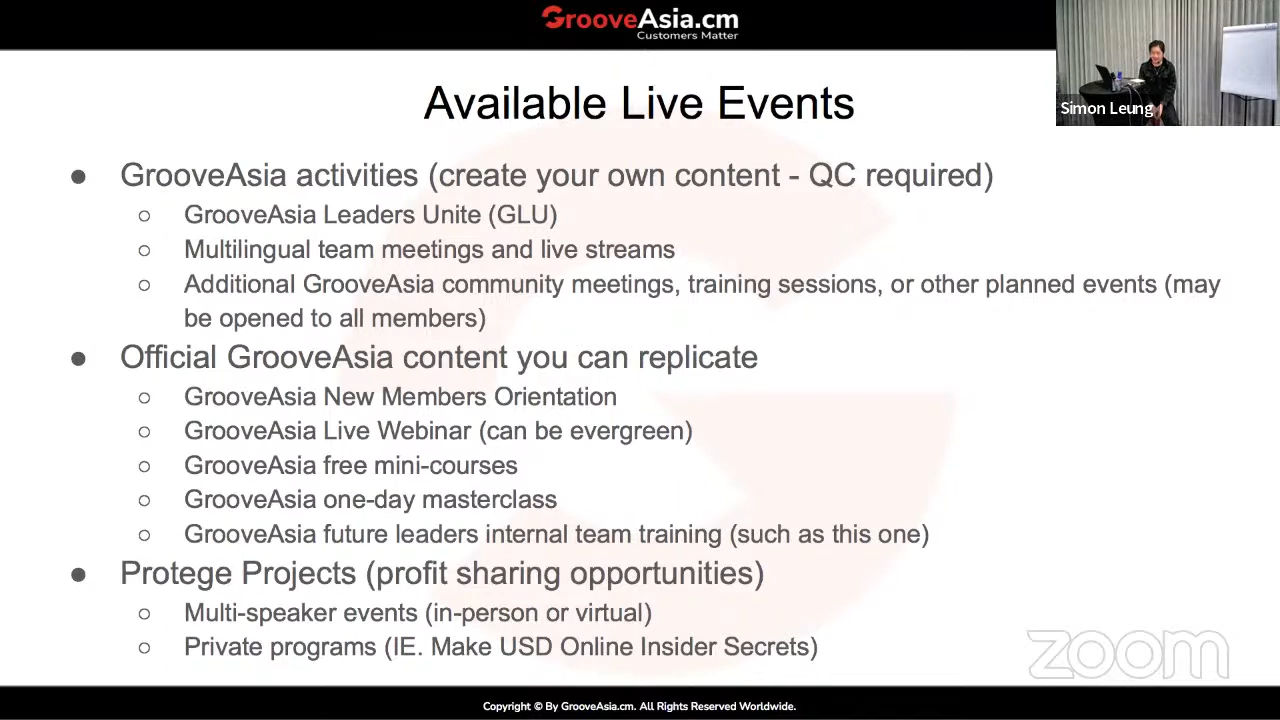 GrooveAsia.cm
Customers Matter
Simon Leung
Available Live Events
● GrooveAsia activities (create your own content - QC required)
○ GrooveAsia Leaders Unite (GLU)
○ Multilingual team meetings and live streams
○ Additional GrooveAsia community meetings, training sessions, or other planned events (may
be opened to all members)
● Official GrooveAsia content you can replicate
○ GrooveAsia New Members Orientation
○ GrooveAsia Live Webinar (can be evergreen)
○ GrooveAsia free mini-courses
○ GrooveAsia one-day masterclass
○ GrooveAsia future leaders internal team training (such as this one)
● Protege Projects (profit sharing opportunities)
○ Multi-speaker events (in-person or virtual)
○ Private programs (IE. Make USD Online Insider Secrets)
zoom
Copyright © By GrooveAsia.cm. All Rights Reserved Worldwide.